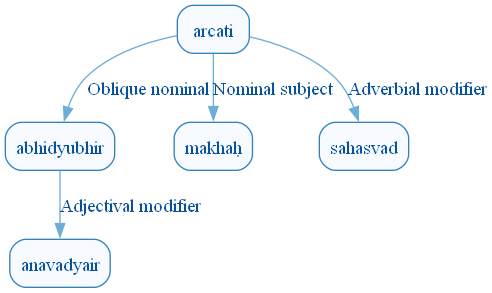 arcati
Oblique nominal Nominal subject Adverbial modifier
abhidyubhir makhaḥ sahasvad
Adjectival modifier
anavadyair